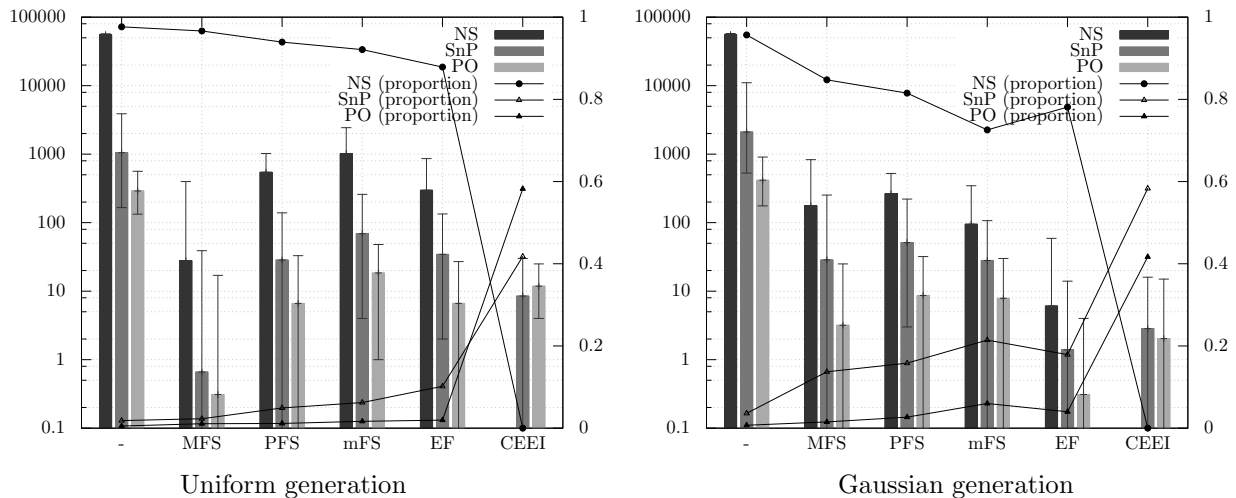 100000
10000
1000
100
10
1
0.1
1
0.8
0.6
0.4
0.2
0
NS
SnP
PO
NS (proportion)
SnP (proportion)
PO (proportion)
- MFS PFS mFS EF CEEI
Uniform generation
100000
10000
1000
100
10
1
0.1
1
0.8
0.6
0.4
0.2
0
NS
SnP
PO
NS (proportion)
SnP (proportion)
PO (proportion)
- MFS PFS mFS EF CEEI
Gaussian generation